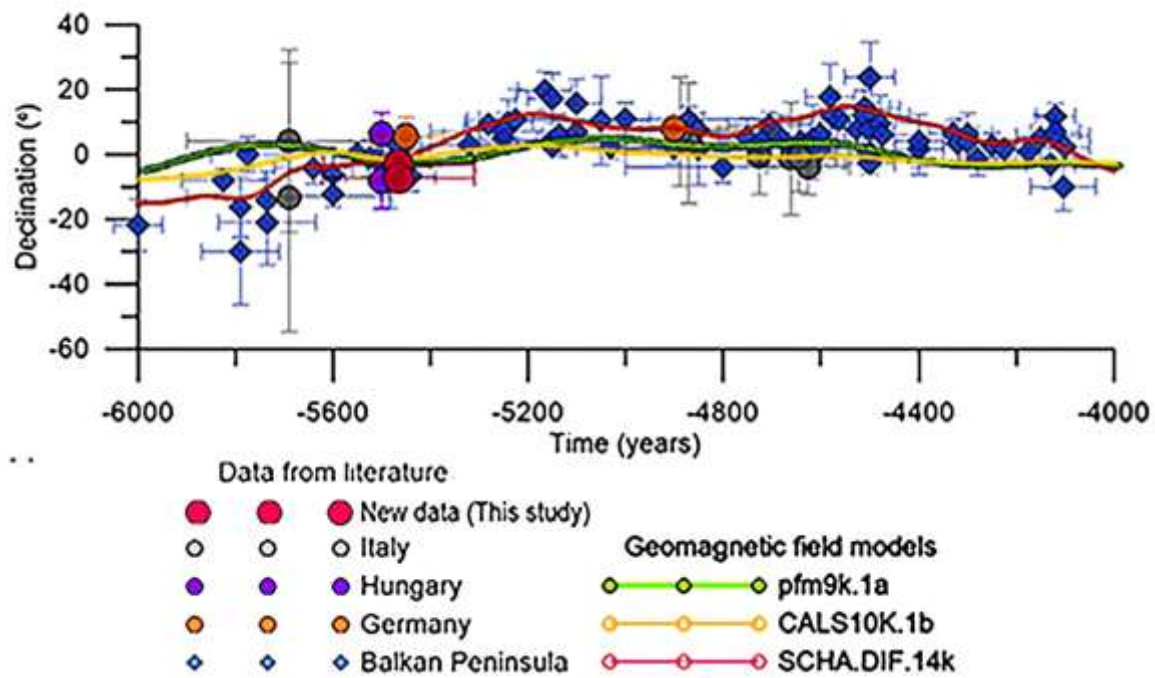 40
20
0
-20
-40
-60
Declination (°)
-6000 -5600 -5200 -4800 -4400 -4000
Time (years)
Data from literature
New data (This study)
Italy
Hungary
Germany
Balkan Peninsula
Geomagnetic field models
pfm9k.1a
CALS10K.1b
SCHA.DIF.14k